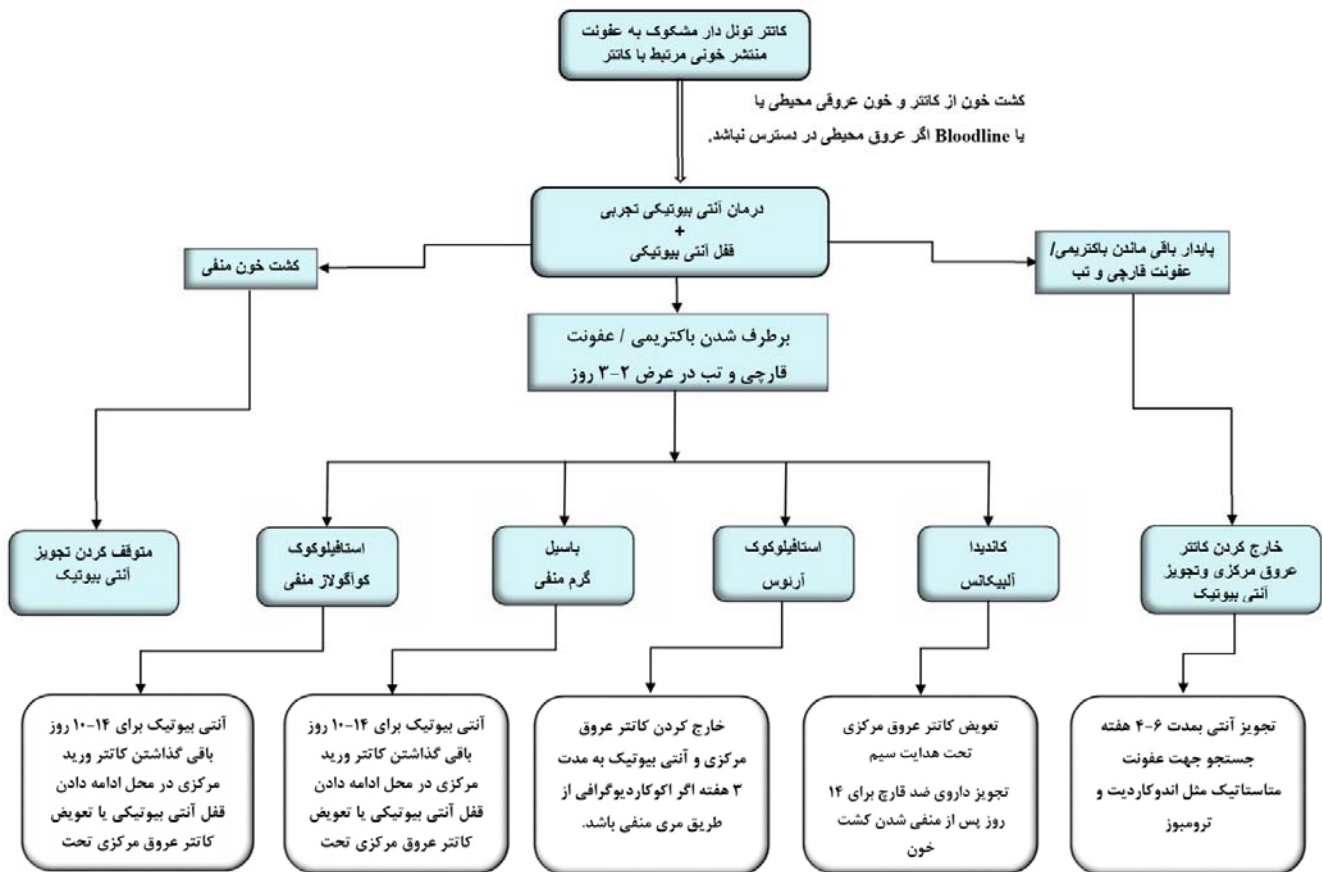 کاتتر تونل دار مشکوک به عفونت
منتشر خونی مرتبط با کاتتر
کشت خون از کاتتر و خون عروقی محیطی یا
یا Bloodline اگر عروق محیطی در دسترس نباشد.
درمان آنتی بیوتیکی تجربی
+
قفل آنتی بیوتیکی
کشت خون منفی
پایدار باقی ماندن باکتریمی/
عفونت قارچی و تب
برطرف شدن باکتریمی / عفونت
قارچی و تب در عرض ۲-۳ روز
متوقف کردن تجویز
آنتی بیوتیک
استافیلوکوک
کوآگولاز منفی
باسیل
گرم منفی
استافیلوکوک
آرئوس
کاندیدا
آلبیکانس
خارج کردن کاتتر
عروق مرکزی وتجویز
آنتی بیوتیک
آنتی بیوتیک برای ۱۴-۱۰ روز
باقی گذاشتن کاتتر ورید
مرکزی در محل ادامه دادن
قفل آنتی بیوتیکی یا تعویض
کاتتر عروق مرکزی تحت
آنتی بیوتیک برای ۱۴-۱۰ روز
باقی گذاشتن کاتتر ورید
مرکزی در محل ادامه دادن
قفل آنتی بیوتیکی یا تعویض
کاتتر عروق مرکزی تحت
خارج کردن کاتتر عروق
مرکزی و آنتی بیوتیک به مدت
۳ هفته اگر اکوکاردیوگرافی از
طریق مری منفی باشد.
تعویض کاتتر عروق مرکزی
تحت هدایت سیم
تجویز داروی ضد قارچ برای ۱۴
روز پس از منفی شدن کشت
خون
تجویز آنتی بمدت ۶-۴ هفته
جستجو جهت عفونت
متاستاتیک مثل اندوکاردیت و
ترومبوز